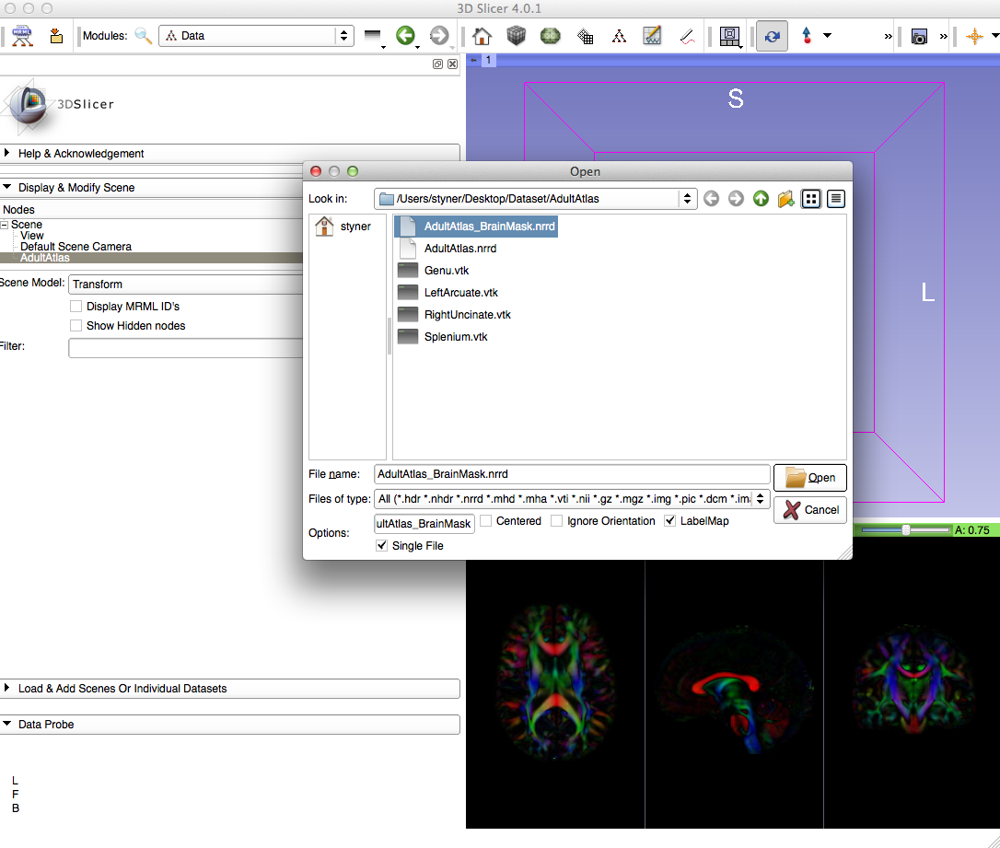 3D Slicer 4.0.1
Modules:
Data
1
3DSlicer
S
Help & Acknowledgement
Open
Display & Modify Scene
Look in:
/Users/styner/Desktop/Dataset/AdultAtlas
Nodes
Scene
View
Default Scene Camera
AdultAtlas
styner
AdultAtlas_BrainMask.nrrd
AdultAtlas.nrrd
Genu.vtk
LeftArcuate.vtk
RightUncinate.vtk
Splenium.vtk
Scene Model:
Transform
L
Display MRML ID's
Show Hidden nodes
Filter:
File name:
AdultAtlas_BrainMask.nrrd
Open
Files of type:
All (*.hdr *.nhdr *.nrrd *.mhd *.mha *.vti *.nii *.gz *.mgz *.img *.pic *.dcm *.ima
Cancel
Options:
ultAtlas_BrainMask
Centered
Ignore Orientation
LabelMap
Single File
A: 0.75
Load & Add Scenes Or Individual Datasets
Data Probe
L
F
B